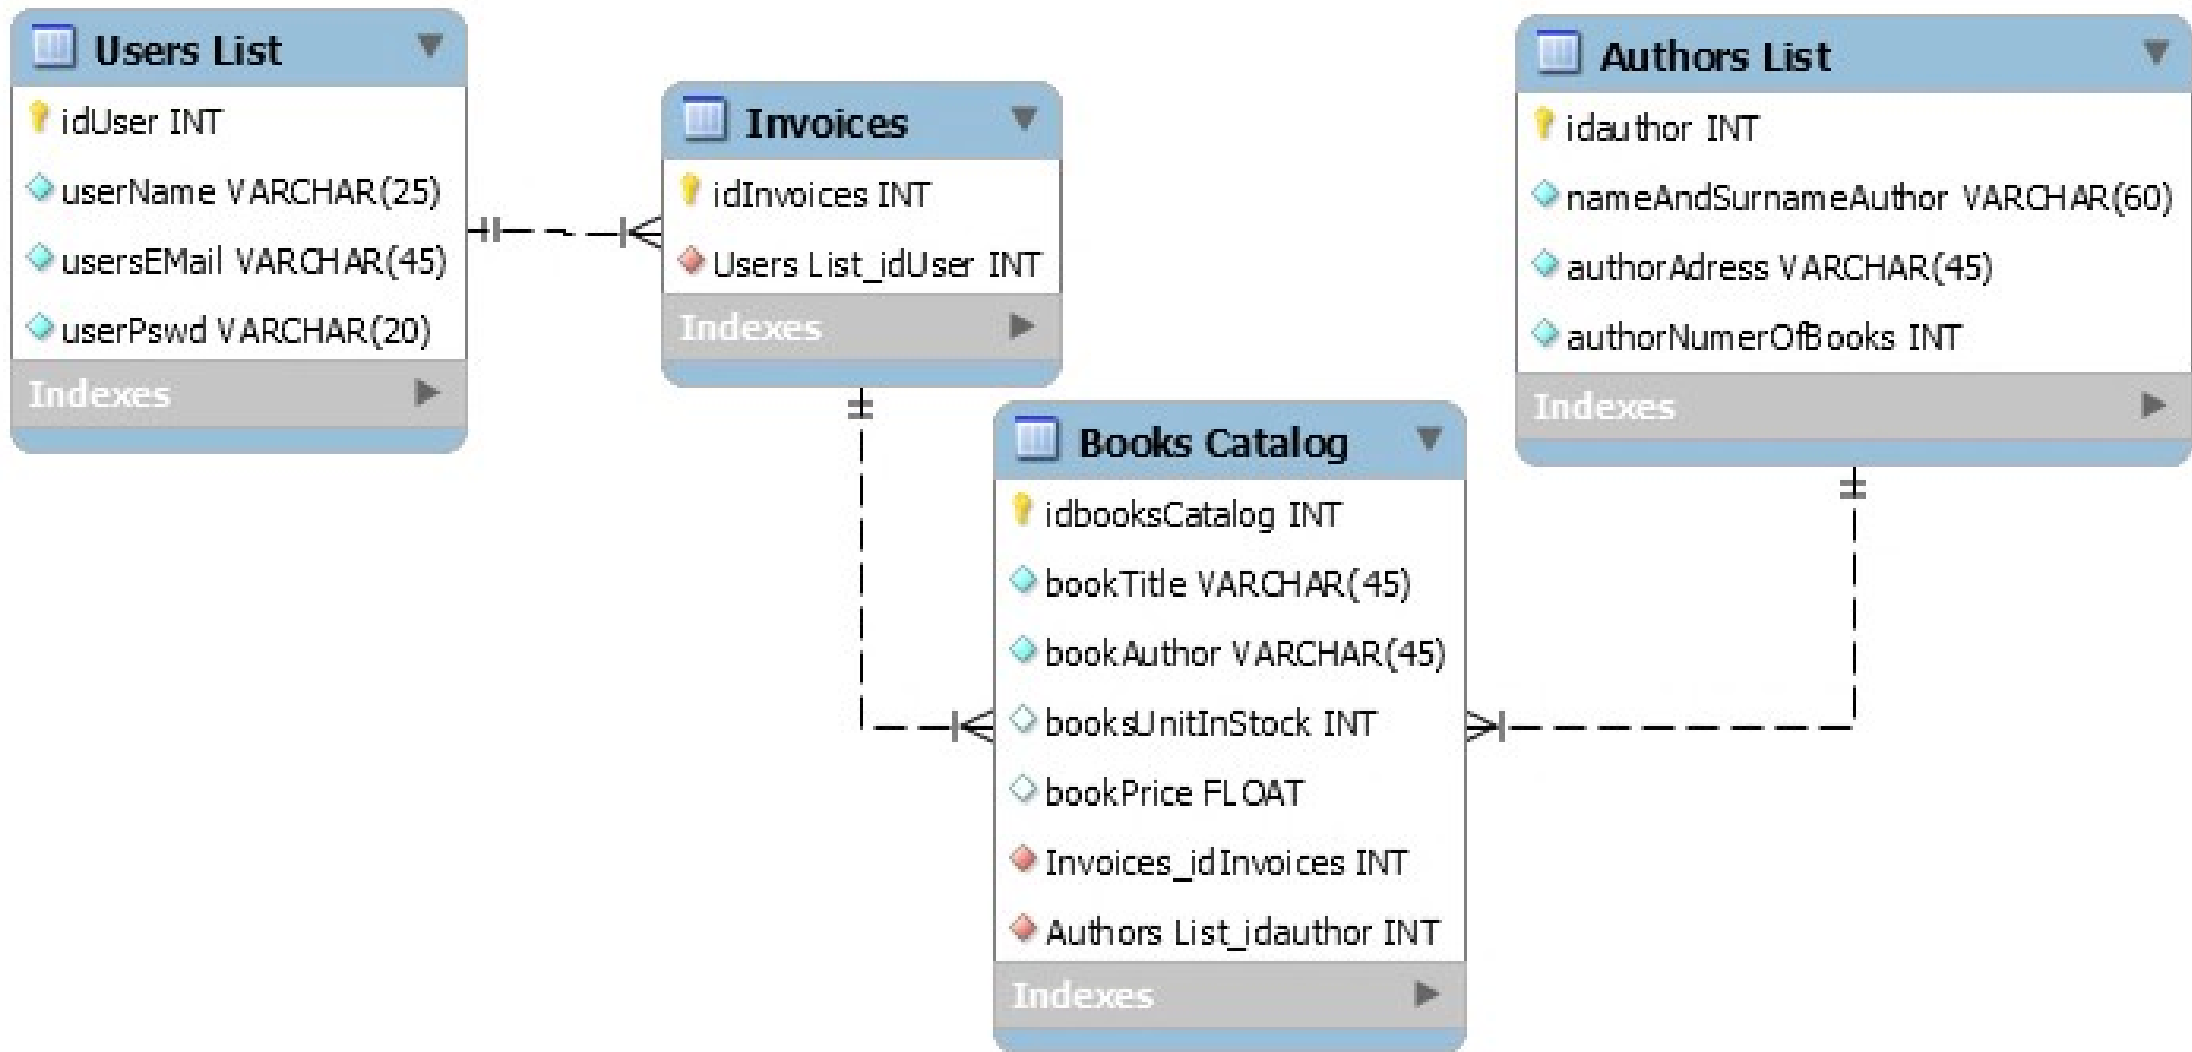 Users List
idUser INT
userName VARCHAR(25)
usersEMail VARCHAR(45)
userPswd VARCHAR(20)
Indexes
Invoices
idInvoices INT
Users List_idUser INT
Indexes
Books Catalog
idbooksCatalog INT
bookTitle VARCHAR(45)
bookAuthor VARCHAR(45)
booksUnitInStock INT
bookPrice FLOAT
Invoices_idInvoices INT
Authors List_idauthor INT
Indexes
Authors List
idauthor INT
nameAndSurnameAuthor VARCHAR(60)
authorAdress VARCHAR(45)
authorNumerOfBooks INT
Indexes